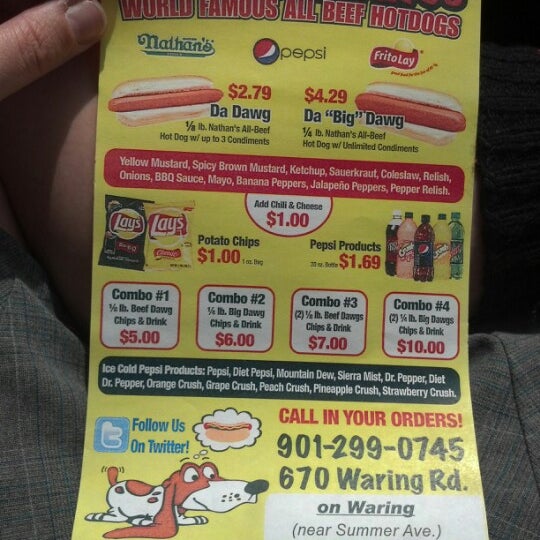 WORLD FAMOUS ALL BEEF HOTDOGS
Nathan's
pepsi
FritoLay
$2.79
Da Dawg
⅛ lb. Nathan's All-Beef
Hot Dog w/ up to 3 Condiments
$4.29
Da "Big" Dawg
¼ lb. Nathan's All-Beef
Hot Dog w/ Unlimited Condiments
Yellow Mustard, Spicy Brown Mustard, Ketchup, Sauerkraut, Coleslaw, Relish,
Onions, BBQ Sauce, Mayo, Banana Peppers, Jalapeño Peppers, Pepper Relish.
Add Chili & Cheese
$1.00
Lay's
Lay's
Classic
Potato Chips
$1.00 1 oz. Bag
Pepsi Products
20 oz. Bottle $1.69
Combo #1
⅛ lb. Beef Dawg
Chips & Drink
$5.00
Combo #2
¼ lb. Big Dawg
Chips & Drink
$6.00
Combo #3
(2) ⅛ lb. Beef Dawgs
Chips & Drink
$7.00
Combo #4
(2) ¼ lb. Big Dawgs
Chips & Drink
$10.00
Ice Cold Pepsi Products: Pepsi, Diet Pepsi, Mountain Dew, Sierra Mist, Dr. Pepper, Diet
Dr. Pepper, Orange Crush, Grape Crush, Peach Crush, Pineapple Crush, Strawberry Crush.
Follow Us
On Twitter!
CALL IN YOUR ORDERS!
901-299-0745
670 Waring Rd.
on Waring
(near Summer Ave.)